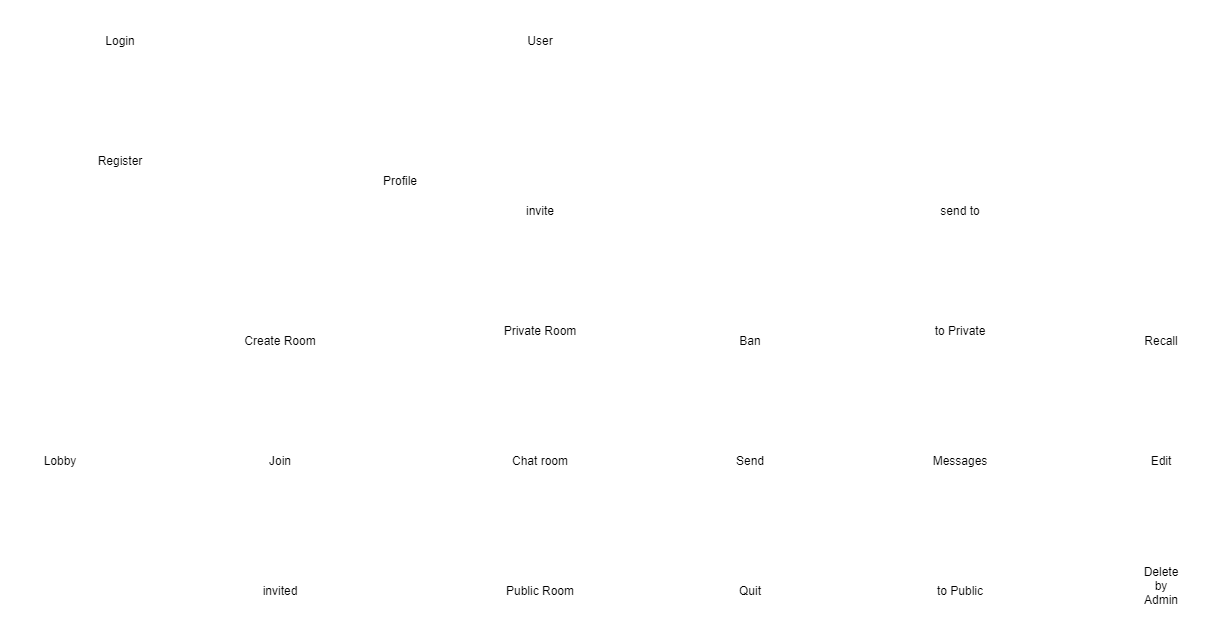 Login
User
Register
Profile
invite
send to
Private Room
to Private
Create Room
Ban
Recall
Lobby
Join
Chat room
Send
Messages
Edit
invited
Public Room
Quit
to Public
Delete
by
Admin